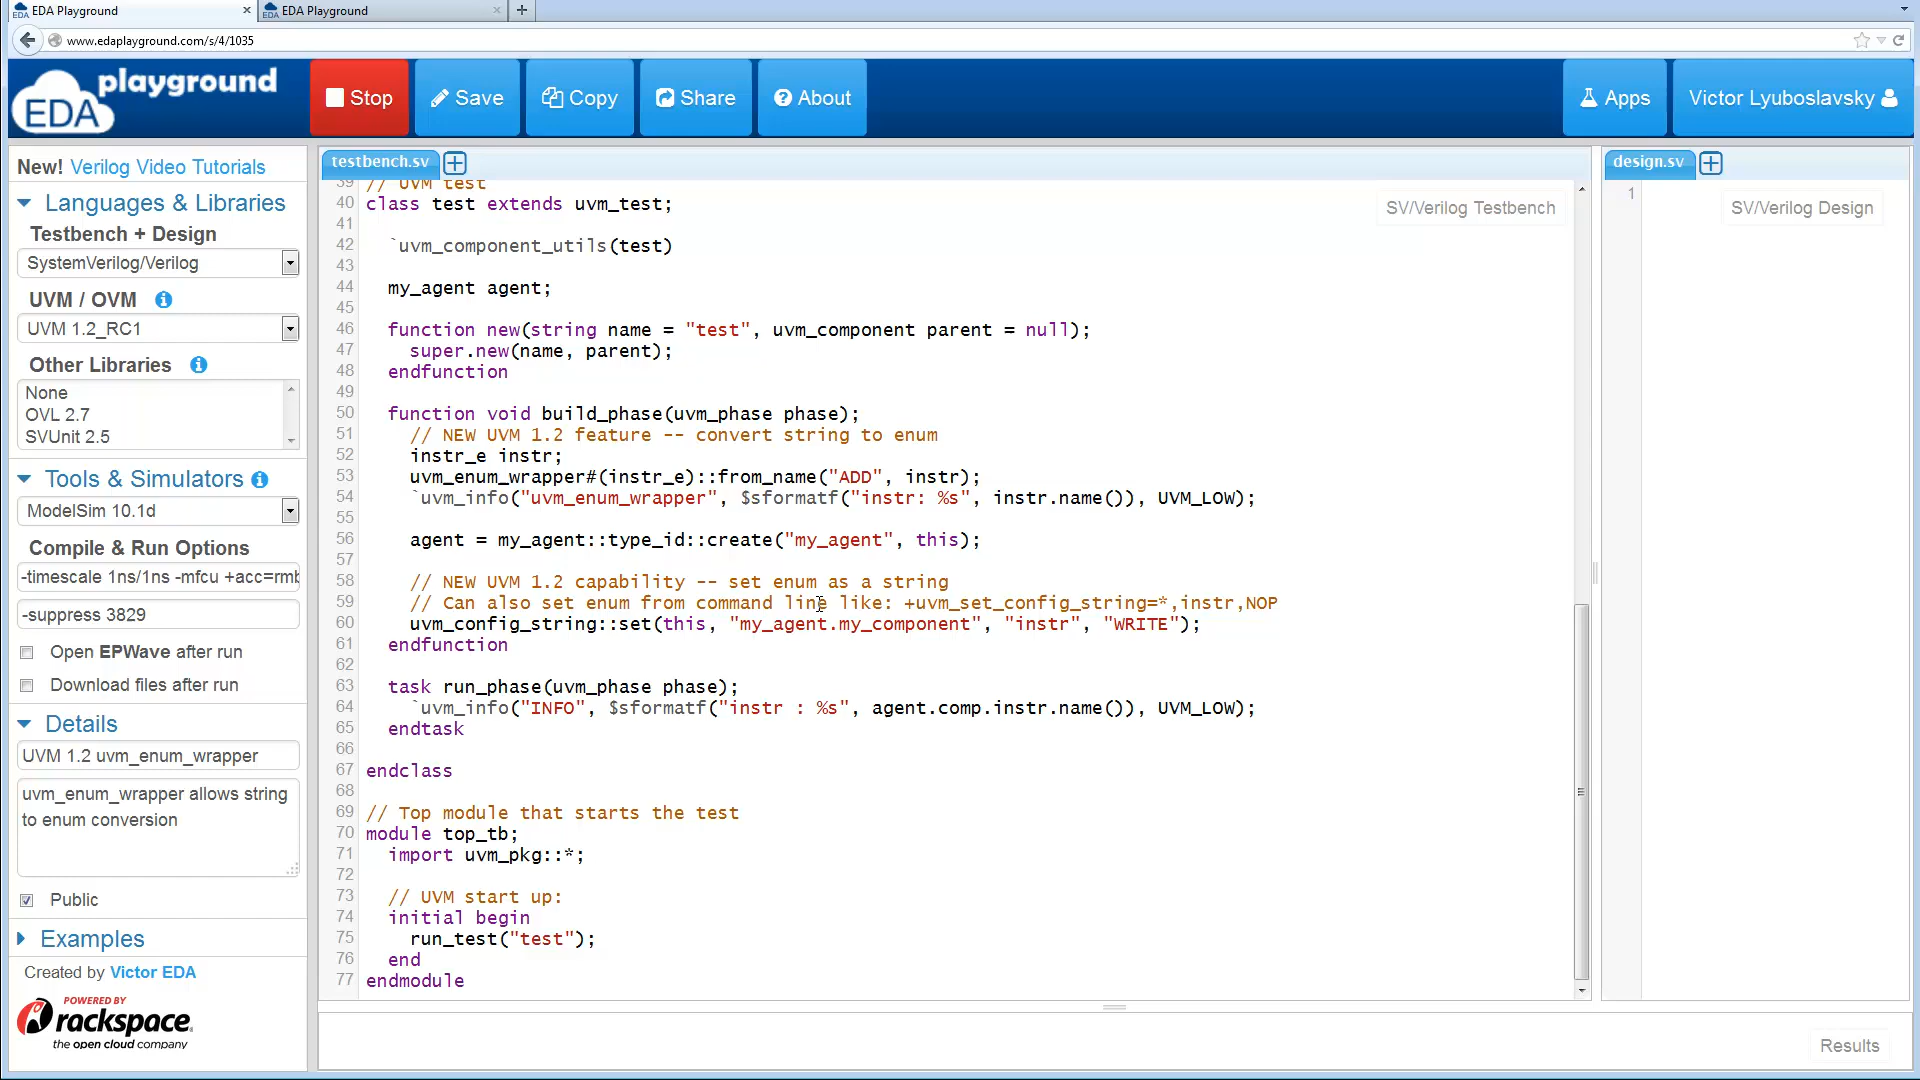 EDA Playground
EDA Playground
www.edaplayground.com/s/4/1035
EDA playground
Stop
Save
Copy
Share
About
Apps
Victor Lyuboslavsky
New! Verilog Video Tutorials
Languages & Libraries
Testbench + Design
SystemVerilog/Verilog
UVM / OVM
UVM 1.2_RC1
Other Libraries
None
OVL 2.7
SVUnit 2.5
Tools & Simulators
ModelSim 10.1d
Compile & Run Options
-timescale 1ns/1ns -mfcu +acc=rmb
-suppress 3829
Open EPWave after run
Download files after run
Details
UVM 1.2 uvm_enum_wrapper
uvm_enum_wrapper allows string
to enum conversion
Public
Examples
Created by Victor EDA
POWERED BY
rackspace.
the open cloud company
testbench.sv
SV/Verilog Testbench
39 // UVM test
40 class test extends uvm_test;
41
42   `uvm_component_utils(test)
43
44   my_agent agent;
45
46   function new(string name = "test", uvm_component parent = null);
47     super.new(name, parent);
48   endfunction
49
50   function void build_phase(uvm_phase phase);
51     // NEW UVM 1.2 feature -- convert string to enum
52     instr_e instr;
53     uvm_enum_wrapper#(instr_e)::from_name("ADD", instr);
54     `uvm_info("uvm_enum_wrapper", $sformatf("instr: %s", instr.name()), UVM_LOW);
55
56     agent = my_agent::type_id::create("my_agent", this);
57
58     // NEW UVM 1.2 capability -- set enum as a string
59     // Can also set enum from command line like: +uvm_set_config_string=*,instr,NOP
60     uvm_config_string::set(this, "my_agent.my_component", "instr", "WRITE");
61   endfunction
62
63   task run_phase(uvm_phase phase);
64     `uvm_info("INFO", $sformatf("instr : %s", agent.comp.instr.name()), UVM_LOW);
65   endtask
66
67 endclass
68
69 // Top module that starts the test
70 module top_tb;
71   import uvm_pkg::*;
72
73   // UVM start up:
74   initial begin
75     run_test("test");
76   end
77 endmodule
design.sv
1
SV/Verilog Design
Results